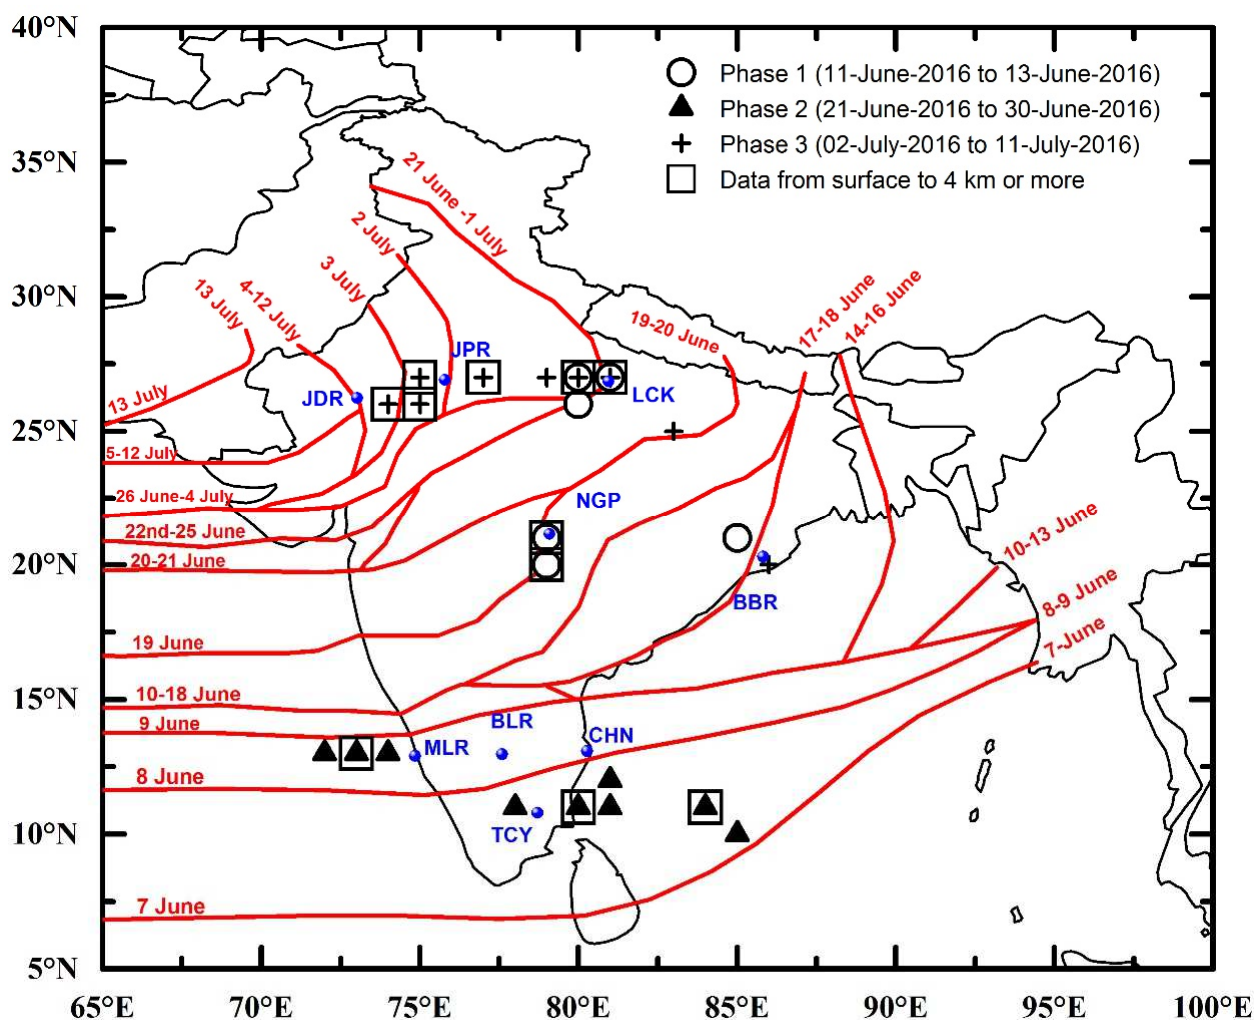 40°N
Phase 1 (11-June-2016 to 13-June-2016)
Phase 2 (21-June-2016 to 30-June-2016)
Phase 3 (02-July-2016 to 11-July-2016)
Data from surface to 4 km or more
35°N
21 June -1 July
2 July
3 July
4-12 July
13 July
30°N
19-20 June
17-18 June
14-16 June
JPR
JDR
LCK
13 July
25°N
5-12 July
26 June-4 July
NGP
22nd-25 June
20-21 June
20°N
10-13 June
BBR
8-9 June
19 June
7-June
10-18 June
15°N
9 June
BLR
MLR
CHN
8 June
10°N
TCY
7 June
5°N
65°E 70°E 75°E 80°E 85°E 90°E 95°E 100°E